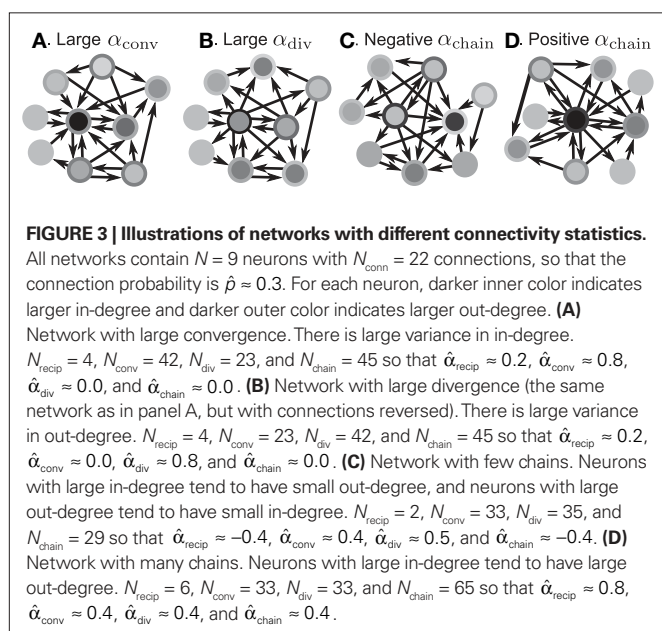 A. Large α_conv B. Large α_div C. Negative α_chain D. Positive α_chain
FIGURE 3 | Illustrations of networks with different connectivity statistics.
All networks contain N = 9 neurons with N_conn = 22 connections, so that the
connection probability is p̂ ≈ 0.3. For each neuron, darker inner color indicates
larger in-degree and darker outer color indicates larger out-degree. (A)
Network with large convergence. There is large variance in in-degree.
N_recip = 4, N_conv = 42, N_div = 23, and N_chain = 45 so that α̂_recip ≈ 0.2, α̂_conv ≈ 0.8,
α̂_div ≈ 0.0, and α̂_chain ≈ 0.0. (B) Network with large divergence (the same
network as in panel A, but with connections reversed). There is large variance
in out-degree. N_recip = 4, N_conv = 23, N_div = 42, and N_chain = 45 so that α̂_recip ≈ 0.2,
α̂_conv ≈ 0.0, α̂_div ≈ 0.8, and α̂_chain ≈ 0.0. (C) Network with few chains. Neurons
with large in-degree tend to have small out-degree, and neurons with large
out-degree tend to have small in-degree. N_recip = 2, N_conv = 33, N_div = 35, and
N_chain = 29 so that α̂_recip ≈ −0.4, α̂_conv ≈ 0.4, α̂_div ≈ 0.5, and α̂_chain ≈ −0.4. (D)
Network with many chains. Neurons with large in-degree tend to have large
out-degree. N_recip = 6, N_conv = 33, N_div = 33, and N_chain = 65 so that α̂_recip ≈ 0.8,
α̂_conv ≈ 0.4, α̂_div ≈ 0.4, and α̂_chain ≈ 0.4.